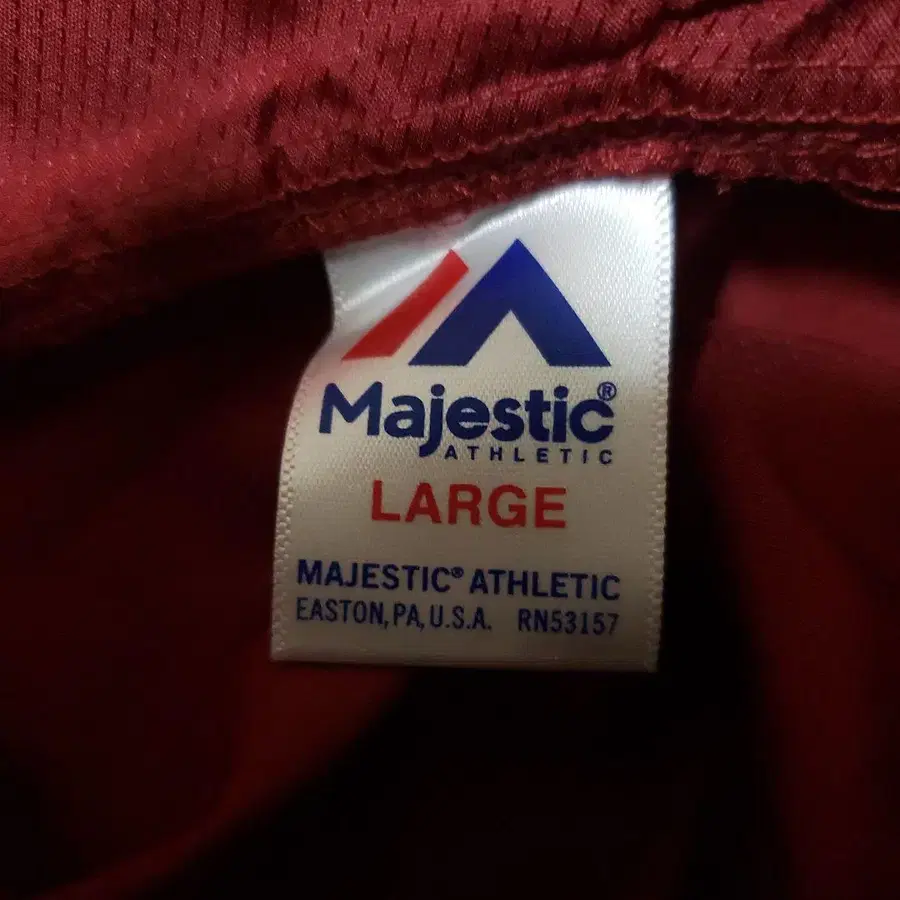 Majestic®
ATHLETIC
LARGE
MAJESTIC® ATHLETIC
EASTON, PA, U.S.A. RN53157